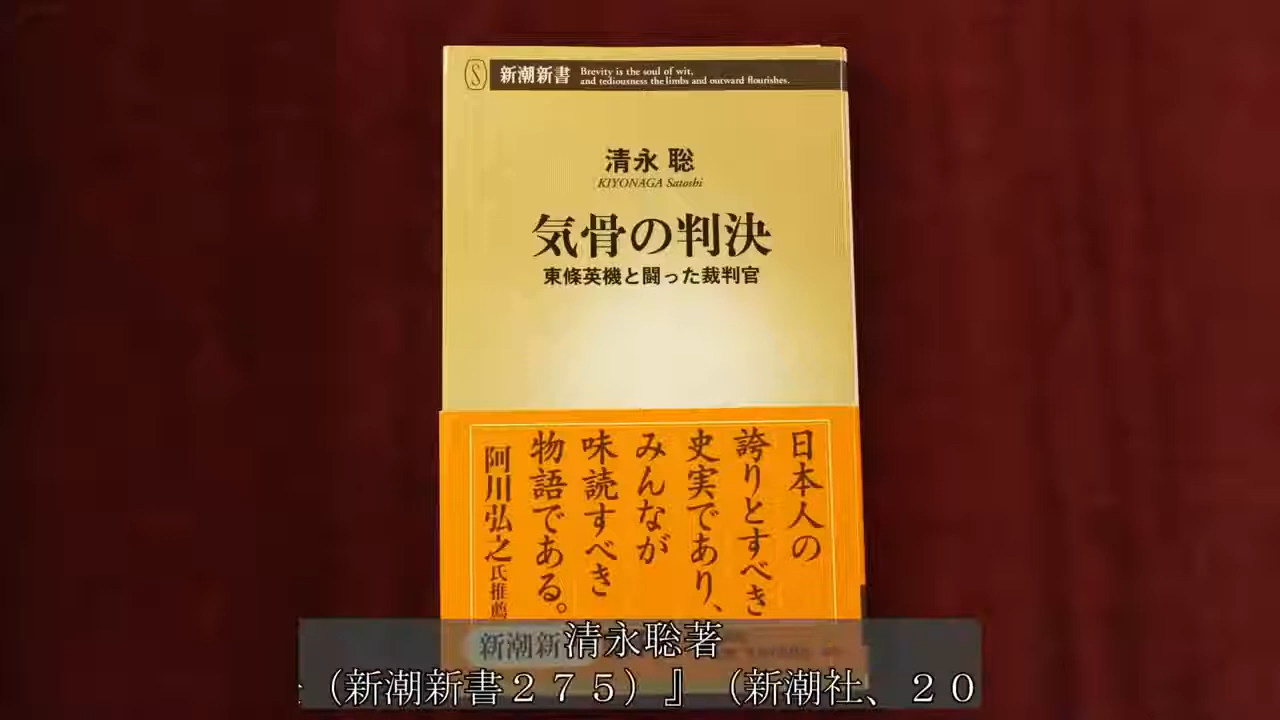 新潮新書
Brevity is the soul of wit,
and tediousness the limbs and outward flourishes.
清永 聡
KIYONAGA Satoshi
気骨の判決
東條英機と闘った裁判官
日本人の
誇りとすべき
史実であり、
みんなが
味読すべき
物語である。
阿川弘之氏推薦
新潮新
清永聡著
（新潮新書２７５）』（新潮社、２０